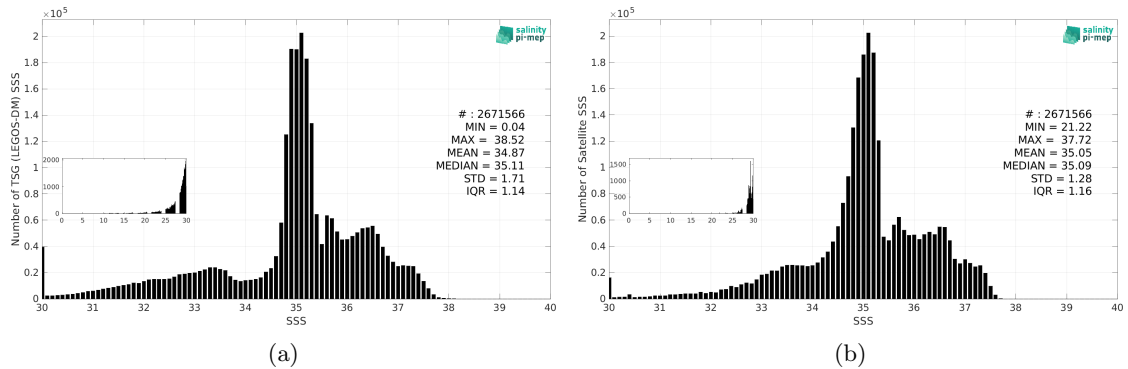 ×10^5
2
1.8
1.6
1.4
1.2
1
0.8
0.6
0.4
0.2
0
Number of TSG (LEGOS-DM) SSS
salinity
pi-mep
# : 2671566
MIN = 0.04
MAX = 38.52
MEAN = 34.87
MEDIAN = 35.11
STD = 1.71
IQR = 1.14
2000
1000
0
0 5 10 15 20 25 30
30 31 32 33 34 35 36 37 38 39 40
SSS
(a)
×10^5
2
1.8
1.6
1.4
1.2
1
0.8
0.6
0.4
0.2
0
Number of Satellite SSS
salinity
pi-mep
# : 2671566
MIN = 21.22
MAX = 37.72
MEAN = 35.05
MEDIAN = 35.09
STD = 1.28
IQR = 1.16
1500
1000
500
0
0 5 10 15 20 25 30
30 31 32 33 34 35 36 37 38 39 40
SSS
(b)